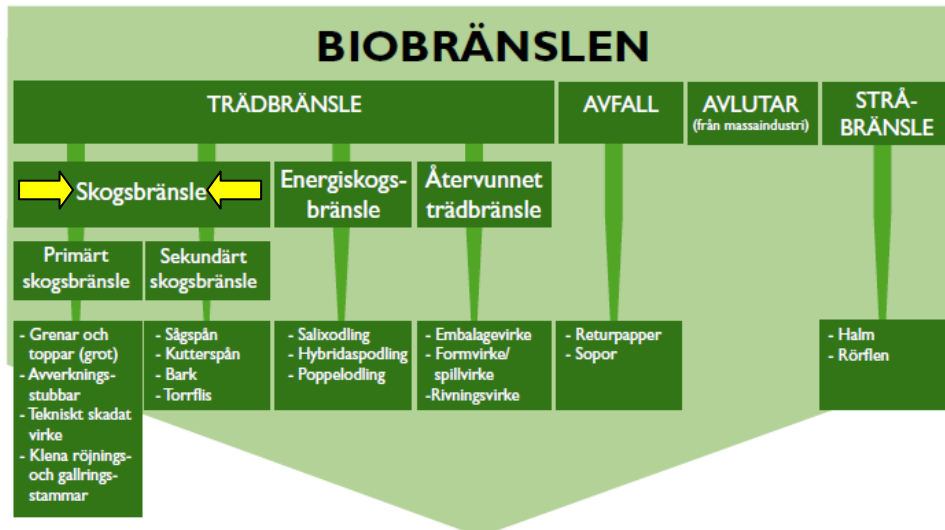 BIOBRÄNSLEN
TRÄDBRÄNSLE
AVFALL
AVLUTAR
(från massaindustri)
STRÅ-
BRÄNSLE
Skogsbränsle
Energiskogs-
bränsle
Återvunnet
trädbränsle
Primärt
skogsbränsle
Sekundärt
skogsbränsle
- Grenar och
toppar (grot)
- Avverknings-
stubbar
- Tekniskt skadat
virke
- Klena röjnings-
och gallrings-
stammar
- Sågspån
- Kutterspån
- Bark
- Torrflis
- Salixodling
- Hybridaspodling
- Poppelodling
- Embalagevirke
- Formvirke/
spillvirke
-Rivningsvirke
- Returpapper
- Sopor
- Halm
- Rörflen